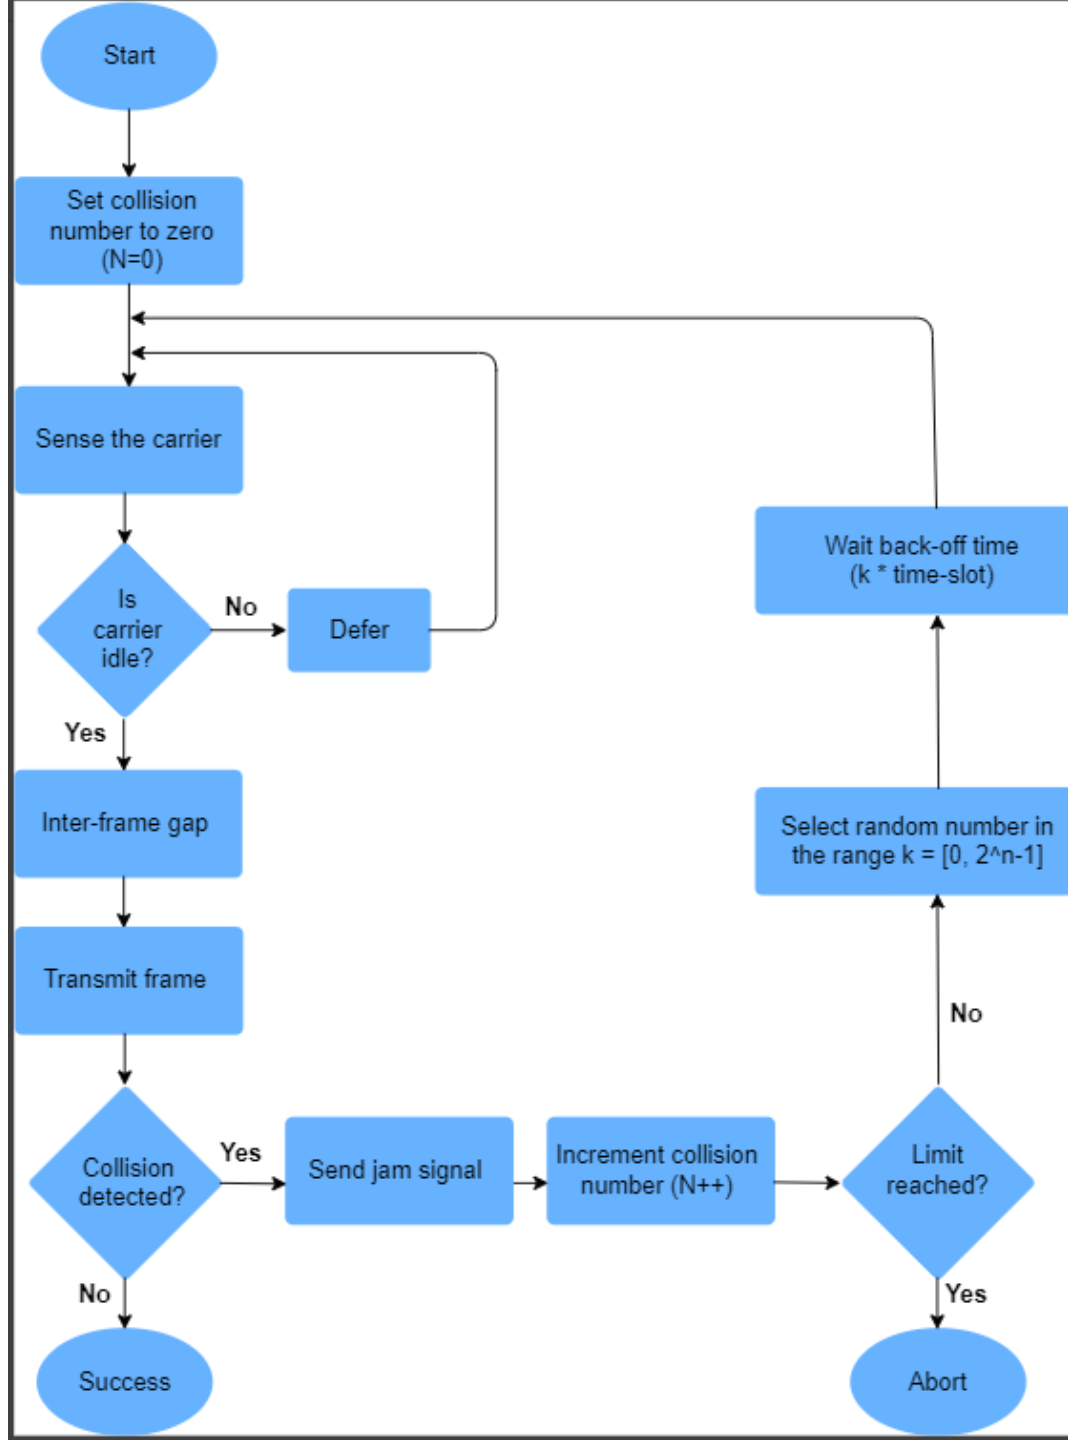 Start
Set collision
number to zero
(N=0)
Sense the carrier
Is
carrier
idle?
No
Defer
Yes
Inter-frame gap
Transmit frame
Collision
detected?
Yes
Send jam signal
Increment collision
number (N++)
Limit
reached?
No
Select random number in
the range k = [0, 2^n-1]
Wait back-off time
(k * time-slot)
No
Success
Yes
Abort